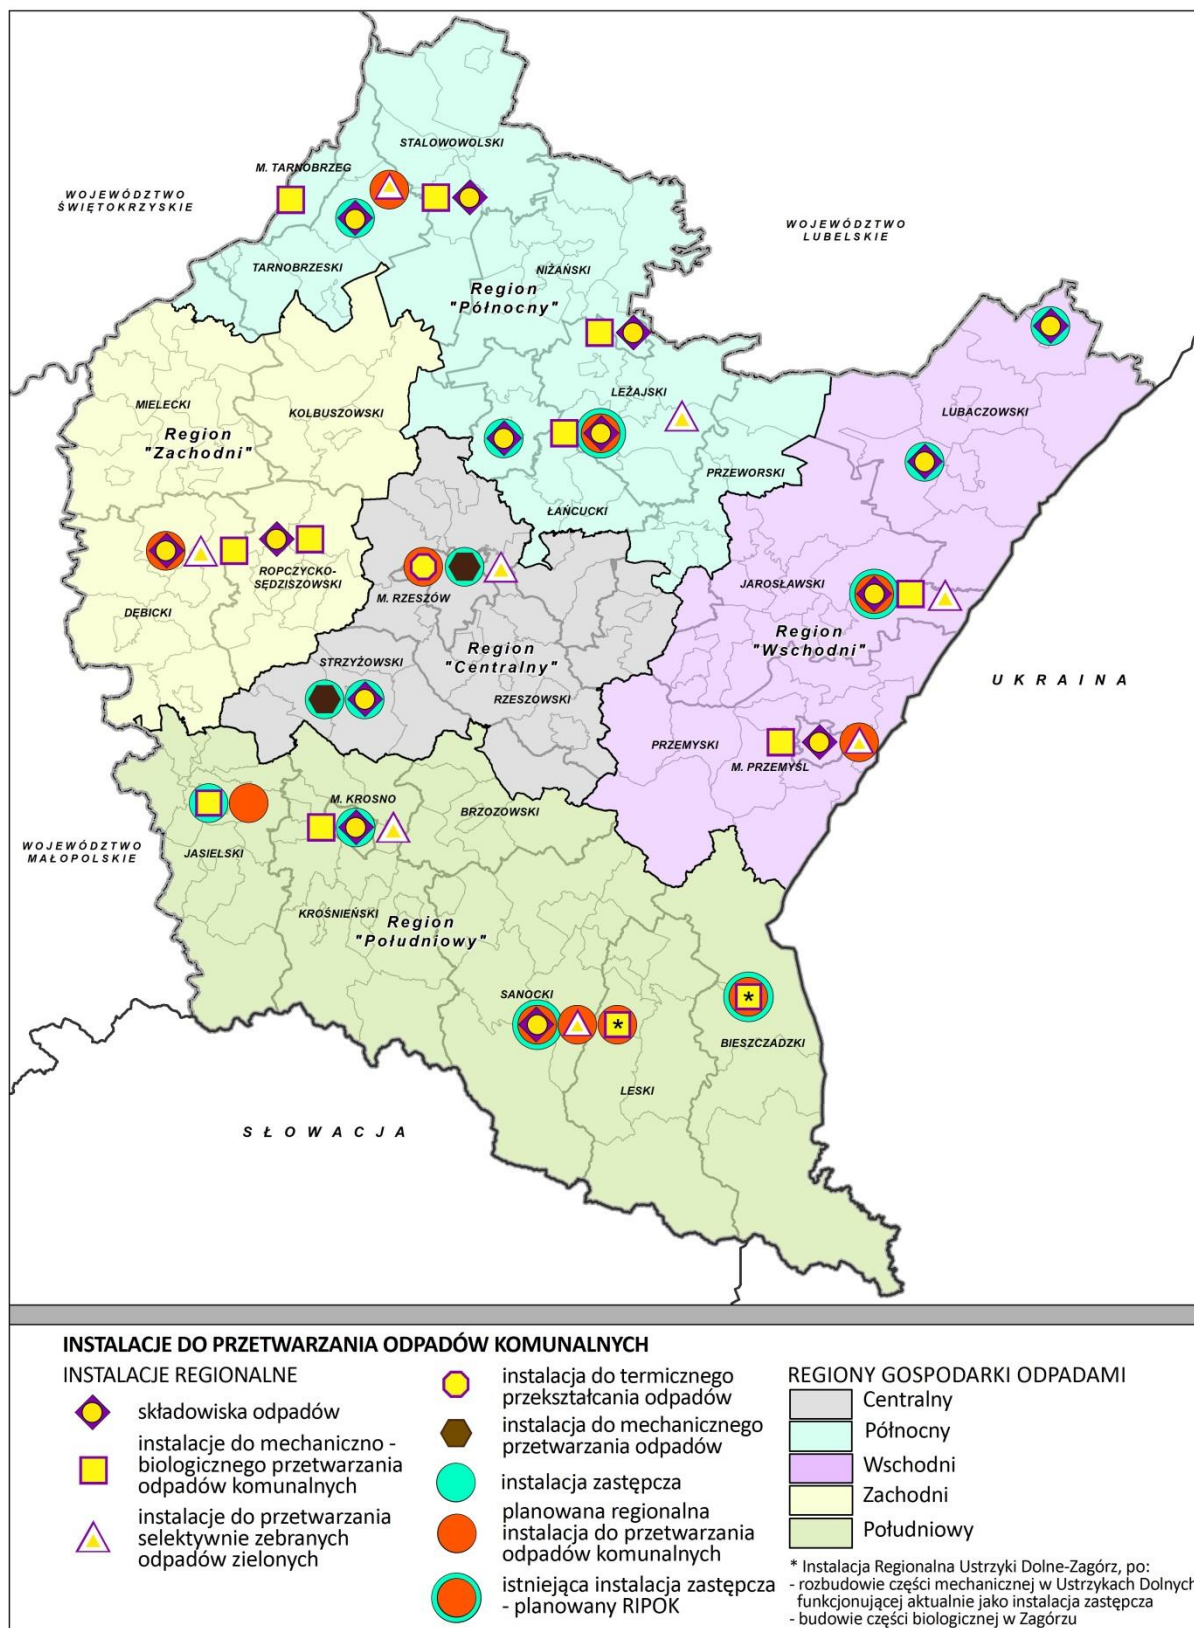 STALOWOWOLSKI
M. TARNOBRZEG
WOJEWÓDZTWO
ŚWIĘTOKRZYSKIE
WOJEWÓDZTWO
LUBELSKIE
TARNOBRZESKI
NIŻAŃSKI
Region
"Północny"
MIELECKI
KOLBUSZOWSKI
LEŻAJSKI
LUBACZOWSKI
Region
"Zachodni"
PRZEWORSKI
ŁAŃCUCKI
ROPCZYCKO-
SĘDZISZOWSKI
DĘBICKI
M. RZESZÓW
JAROSŁAWSKI
Region
"Wschodni"
STRZYŻOWSKI
Region
"Centralny"
RZESZOWSKI
UKRAINA
PRZEMYSKI
M. PRZEMYŚL
M. KROSNO
BRZOZOWSKI
WOJEWÓDZTWO
MAŁOPOLSKIE
JASIELSKI
KROŚNIEŃSKI
Region
"Południowy"
SANOCKI
*
*
BIESZCZADZKI
LESKI
SŁOWACJA
INSTALACJE DO PRZETWARZANIA ODPADÓW KOMUNALNYCH
INSTALACJE REGIONALNE
składowiska odpadów
instalacje do mechaniczno -
biologicznego przetwarzania
odpadów komunalnych
instalacje do przetwarzania
selektywnie zebranych
odpadów zielonych
instalacja do termicznego
przekształcania odpadów
instalacja do mechanicznego
przetwarzania odpadów
instalacja zastępcza
planowana regionalna
instalacja do przetwarzania
odpadów komunalnych
istniejąca instalacja zastępcza
- planowany RIPOK
REGIONY GOSPODARKI ODPADAMI
Centralny
Północny
Wschodni
Zachodni
Południowy
* Instalacja Regionalna Ustrzyki Dolne-Zagórz, po:
- rozbudowie części mechanicznej w Ustrzykach Dolnych
funkcjonującej aktualnie jako instalacja zastępcza
- budowie części biologicznej w Zagórzu